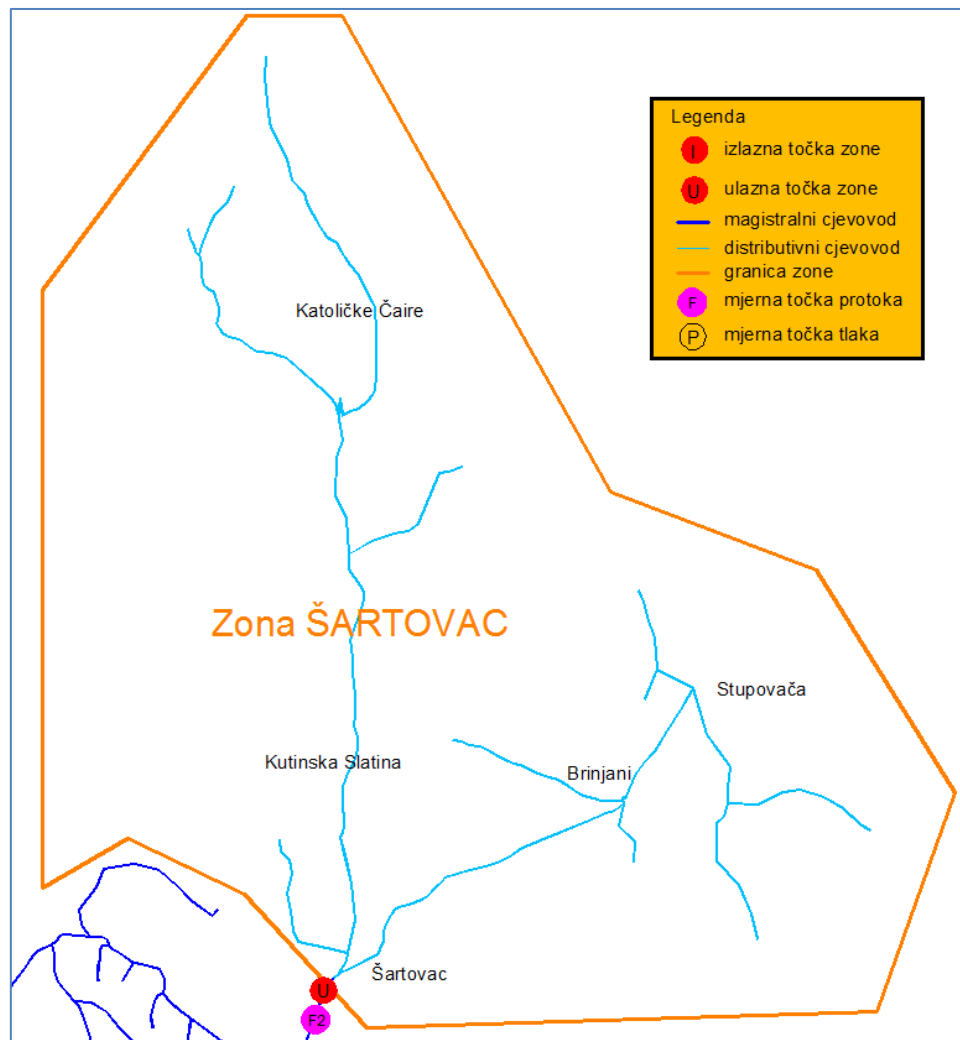 Legenda
I izlazna točka zone
U ulazna točka zone
magistralni cjevovod
distributivni cjevovod
granica zone
F mjerna točka protoka
P mjerna točka tlaka
Katoličke Čaire
Zona ŠARTOVAC
Stupovača
Kutinska Slatina
Brinjani
Šartovac
U
F2